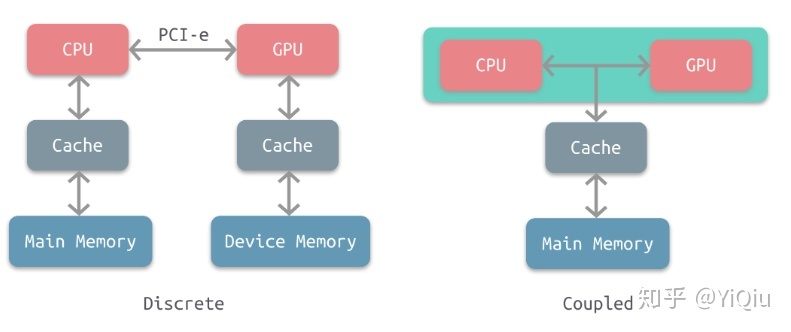 CPU
PCI-e
GPU
Cache
Cache
Main Memory
Device Memory
Discrete
CPU
GPU
Cache
Main Memory
Coupled
知乎 @YiQiu